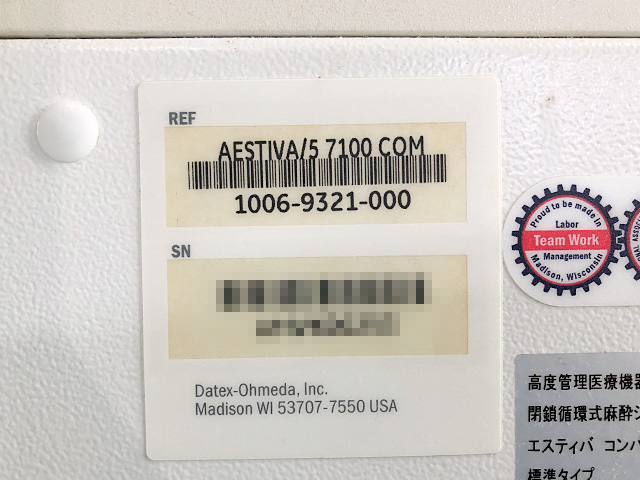 REF
AESTIVA/5 7100 COM
1006-9321-000
SN
Datex-Ohmeda, Inc.
Madison WI 53707-7550 USA
Proud to be made in
Labor
Team Work
Management
Madison, Wisconsin
高度管理医療機器
閉鎖循環式麻酔シ
エスティバ コンパ
標準タイプ